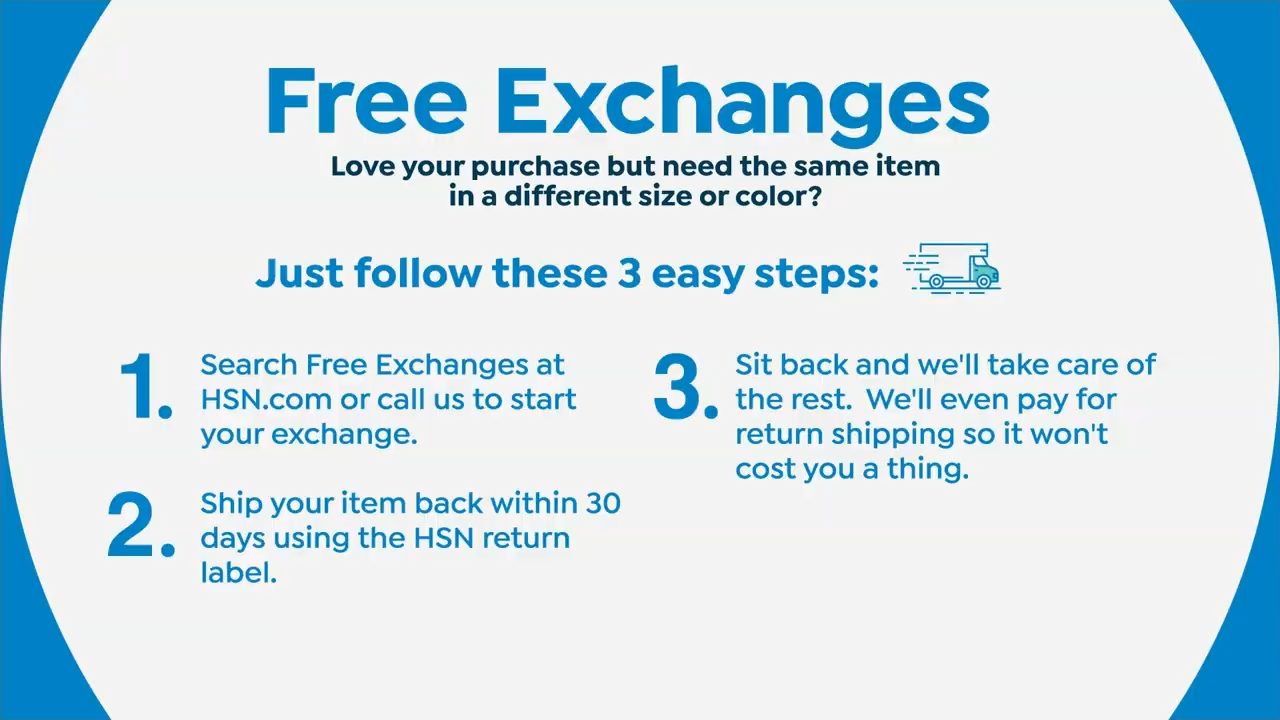 Free Exchanges
Love your purchase but need the same item
in a different size or color?
Just follow these 3 easy steps:
1. Search Free Exchanges at
HSN.com or call us to start
your exchange.
2. Ship your item back within 30
days using the HSN return
label.
3. Sit back and we'll take care of
the rest.  We'll even pay for
return shipping so it won't
cost you a thing.